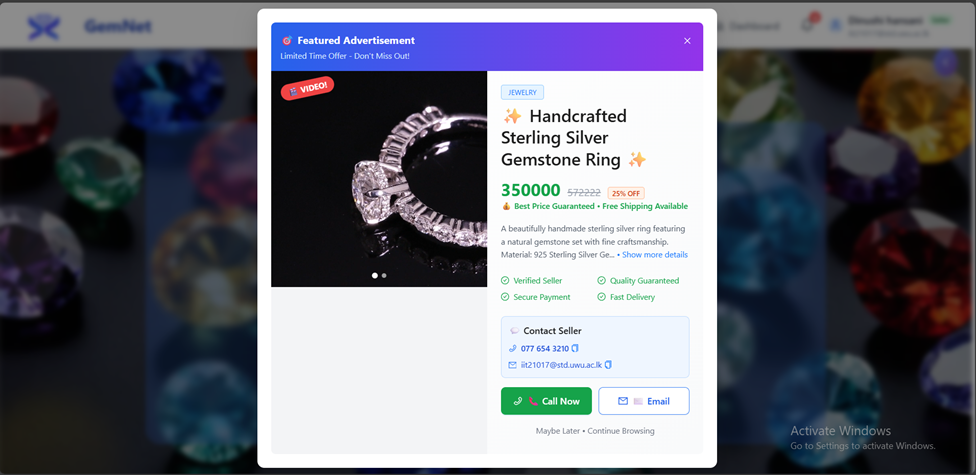 GemNet
Dashboard
Featured Advertisement
Limited Time Offer - Don't Miss Out!
VIDEO!
JEWELRY
✨ Handcrafted
Sterling Silver
Gemstone Ring ✨
350000 572222 25% OFF
💰 Best Price Guaranteed • Free Shipping Available
A beautifully handmade sterling silver ring featuring
a natural gemstone set with fine craftsmanship.
Material: 925 Sterling Silver Ge... • Show more details
Verified Seller
Quality Guaranteed
Secure Payment
Fast Delivery
Contact Seller
077 654 3210
iit21017@std.uwu.ac.lk
Call Now
Email
Maybe Later • Continue Browsing
Activate Windows
Go to Settings to activate Windows.